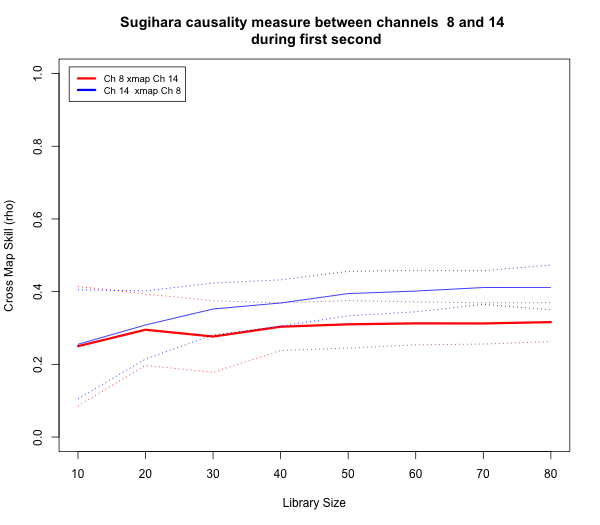 Sugihara causality measure between channels  8 and 14
during first second
Ch 8 xmap Ch 14
Ch 14  xmap Ch 8
Cross Map Skill (rho)
1.0
0.8
0.6
0.4
0.2
0.0
10 20 30 40 50 60 70 80
Library Size